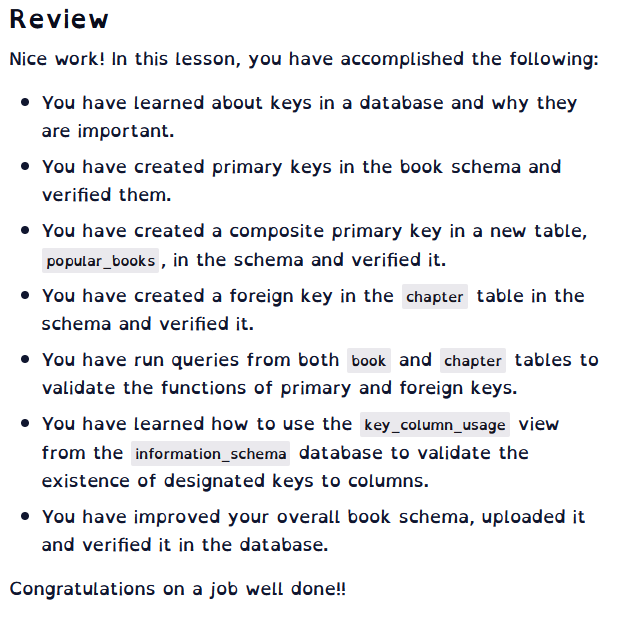 Review
Nice work! In this lesson, you have accomplished the following:
• You have learned about keys in a database and why they
are important.
• You have created primary keys in the book schema and
verified them.
• You have created a composite primary key in a new table,
popular_books, in the schema and verified it.
• You have created a foreign key in the chapter table in the
schema and verified it.
• You have run queries from both book and chapter tables to
validate the functions of primary and foreign keys.
• You have learned how to use the key_column_usage view
from the information_schema database to validate the
existence of designated keys to columns.
• You have improved your overall book schema, uploaded it
and verified it in the database.
Congratulations on a job well done!!